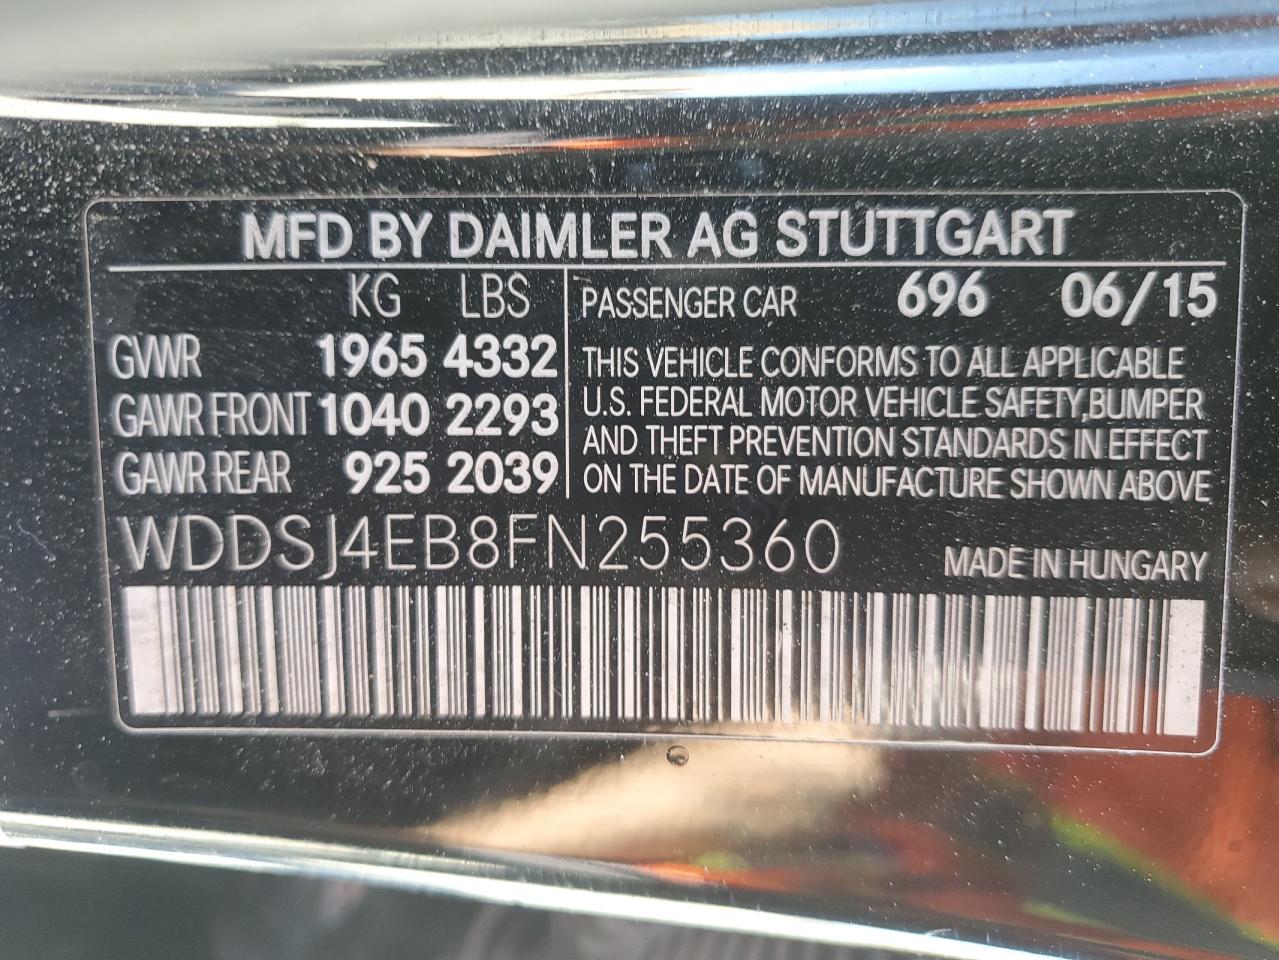 MFD BY DAIMLER AG STUTTGART
KG LBS
GVWR 1965 4332
GAWR FRONT 1040 2293
GAWR REAR 925 2039
PASSENGER CAR 696 06/15
THIS VEHICLE CONFORMS TO ALL APPLICABLE
U.S. FEDERAL MOTOR VEHICLE SAFETY,BUMPER
AND THEFT PREVENTION STANDARDS IN EFFECT
ON THE DATE OF MANUFACTURE SHOWN ABOVE
WDDSJ4EB8FN255360
MADE IN HUNGARY